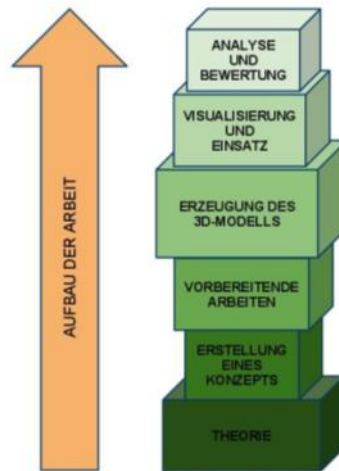 ANALYSE
UND
BEWERTUNG
VISUALISIERUNG
UND
EINSATZ
ERZEUGUNG DES
3D-MODELLS
VORBEREITENDE
ARBEITEN
ERSTELLUNG
EINES
KONZEPTS
THEORIE
AUFBAU DER ARBEIT